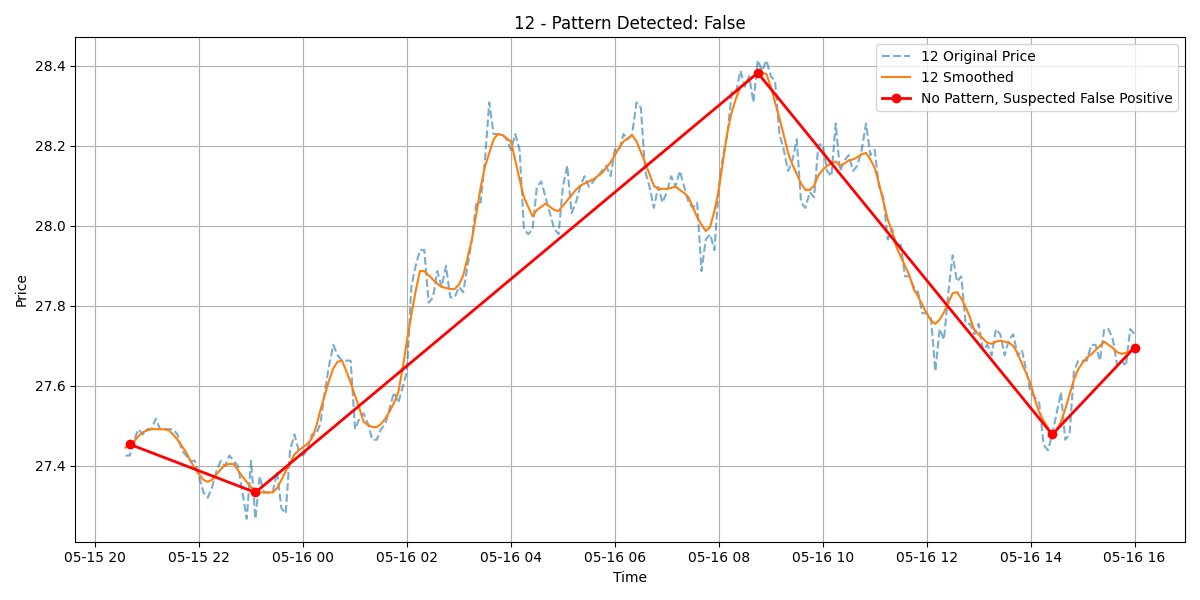 12 - Pattern Detected: False
12 Original Price
12 Smoothed
No Pattern, Suspected False Positive
Price
28.4
28.2
28.0
27.8
27.6
27.4
05-15 20 05-15 22 05-16 00 05-16 02 05-16 04 05-16 06 05-16 08 05-16 10 05-16 12 05-16 14 05-16 16
Time